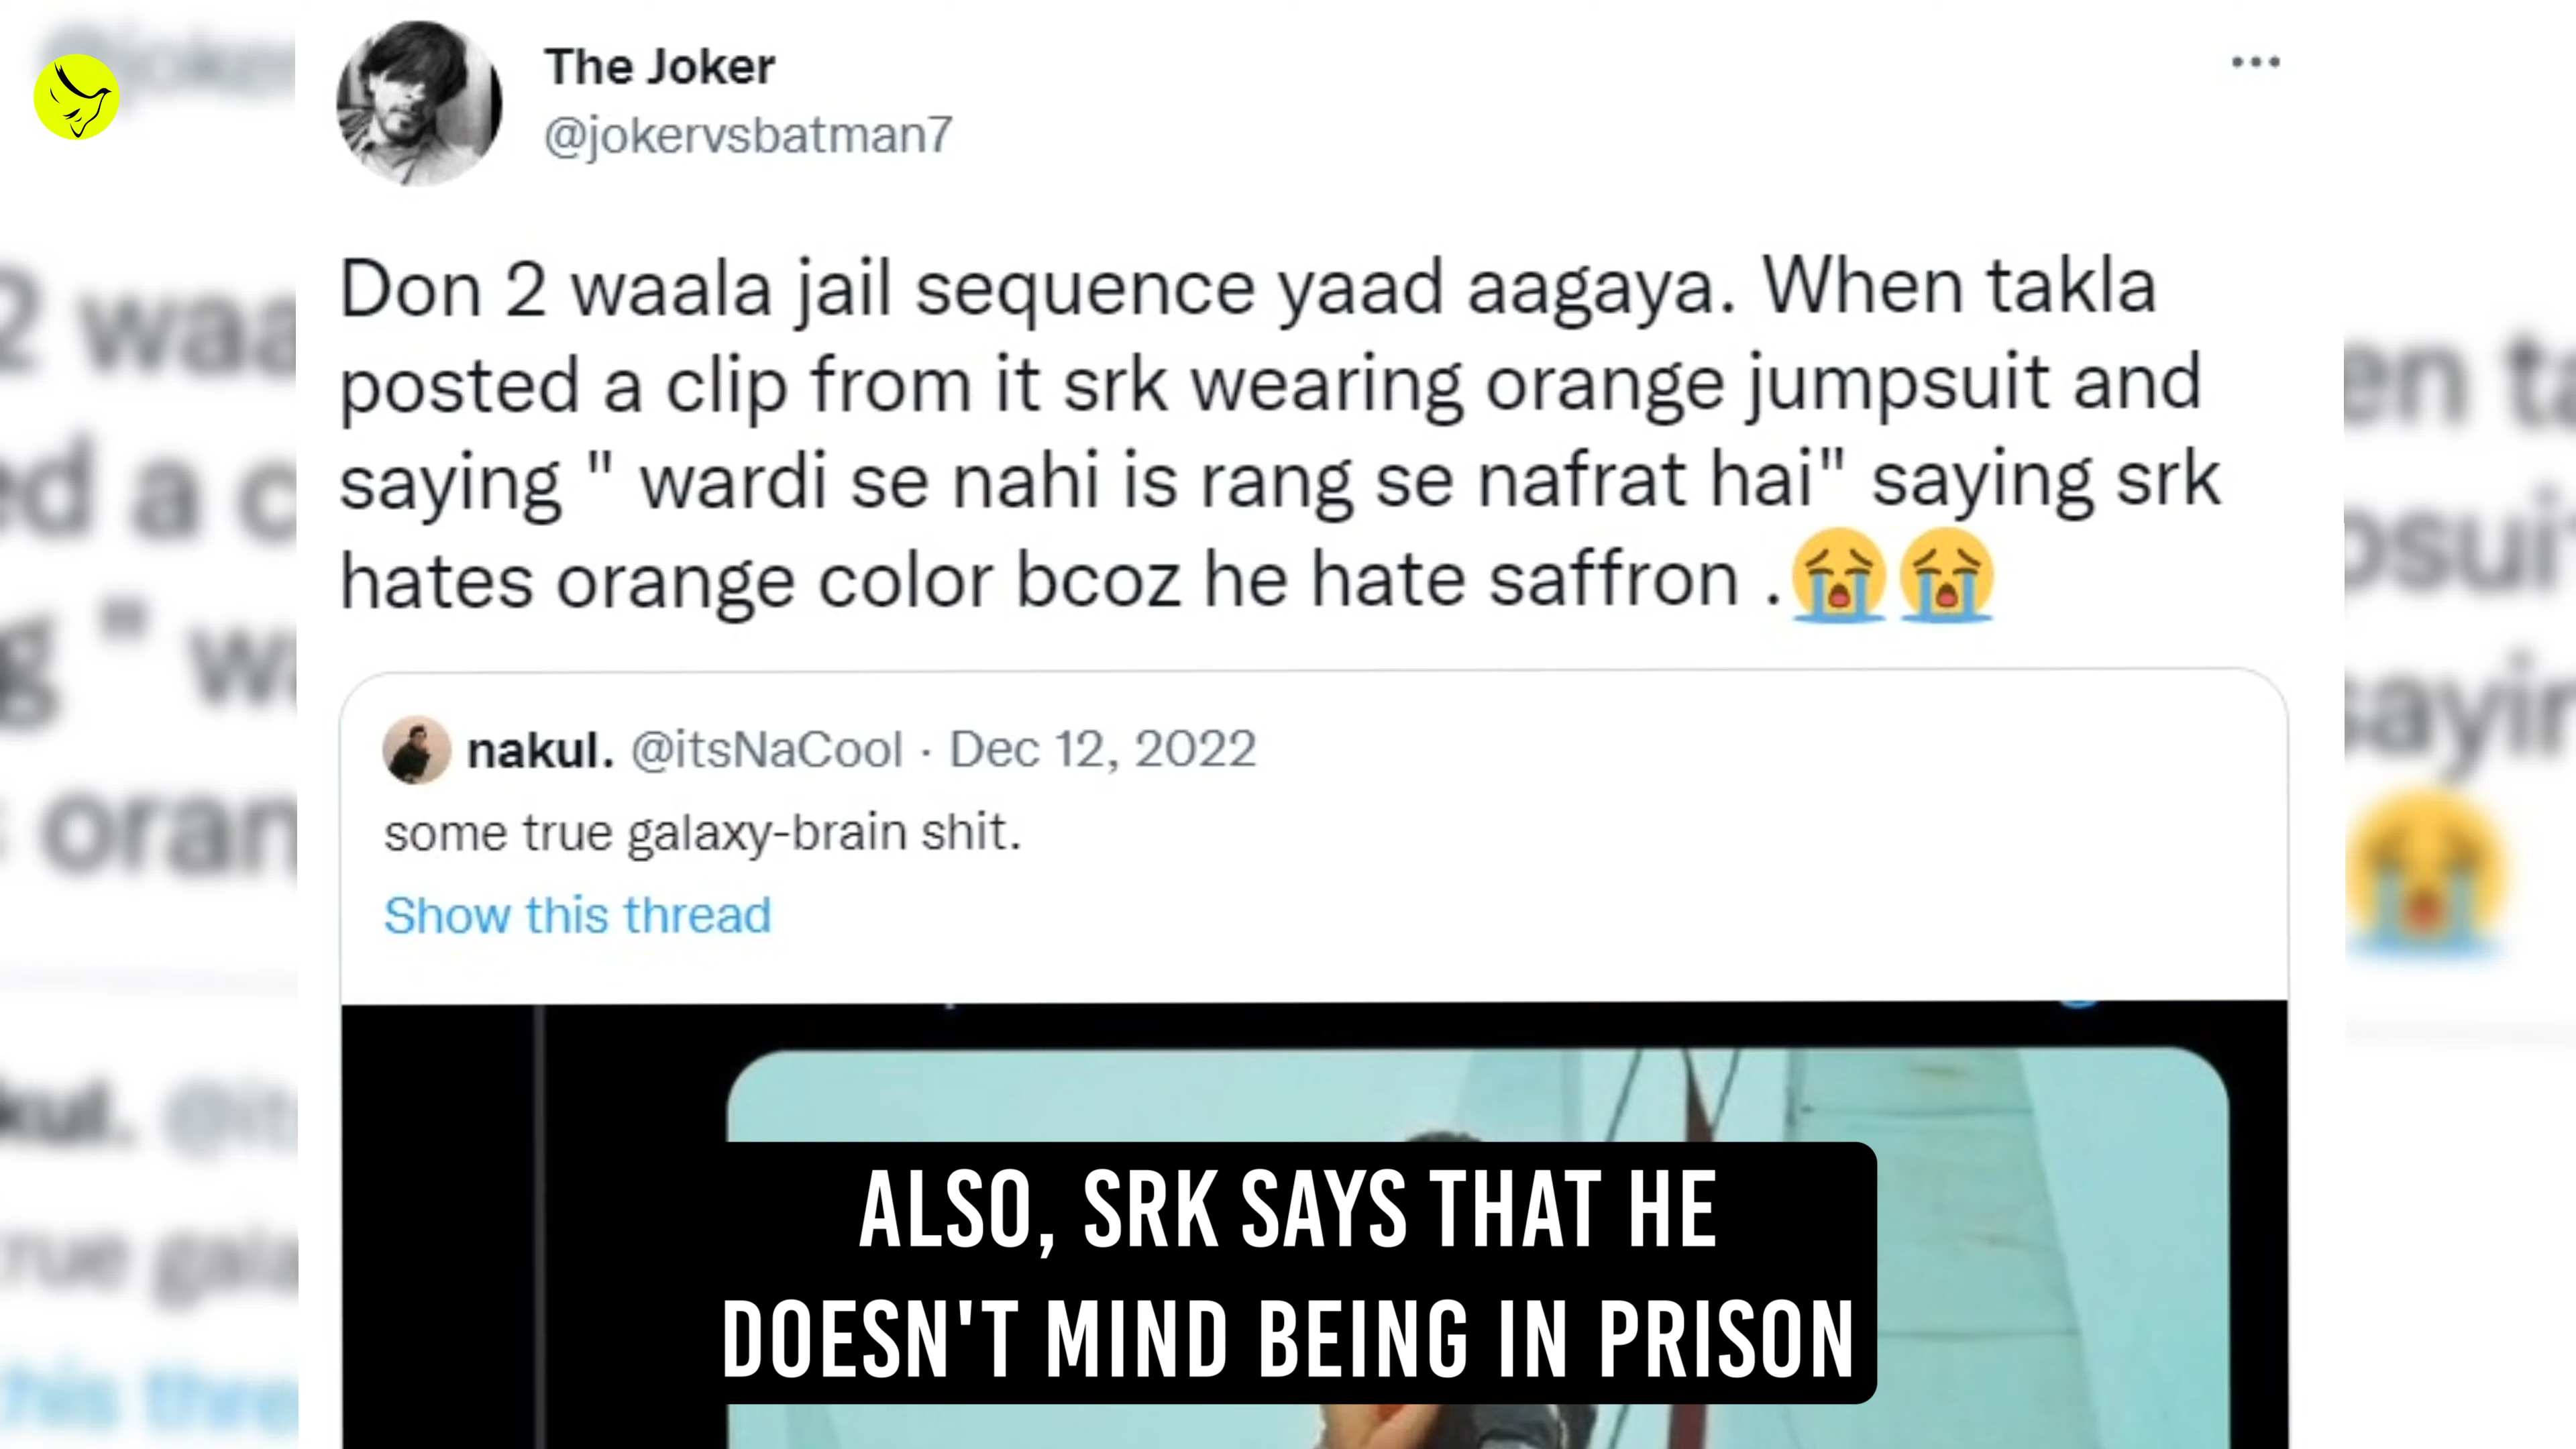 The Joker
@jokervsbatman7
Don 2 waala jail sequence yaad aagaya. When takla
posted a clip from it srk wearing orange jumpsuit and
saying " wardi se nahi is rang se nafrat hai" saying srk
hates orange color bcoz he hate saffron .😭😭
nakul. @itsNaCool · Dec 12, 2022
some true galaxy-brain shit.
Show this thread
ALSO, SRK SAYS THAT HE
DOESN'T MIND BEING IN PRISON